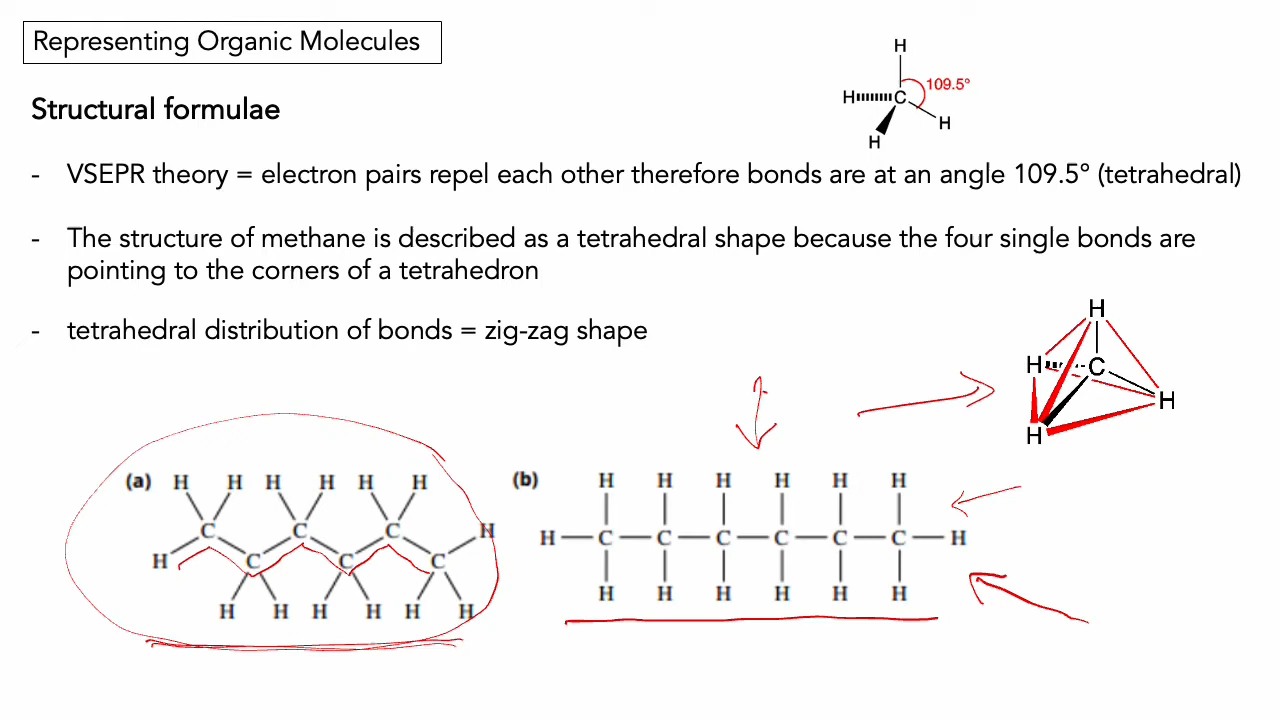 Representing Organic Molecules
H
109.5°
H C
H
H
Structural formulae
- VSEPR theory = electron pairs repel each other therefore bonds are at an angle 109.5° (tetrahedral)
- The structure of methane is described as a tetrahedral shape because the four single bonds are
pointing to the corners of a tetrahedron
- tetrahedral distribution of bonds = zig-zag shape
H
H C
H
H
(a) H H H H H H
C C C H
H C C C
H H H H H H
(b) H H H H H H
H C C C C C C H
H H H H H H